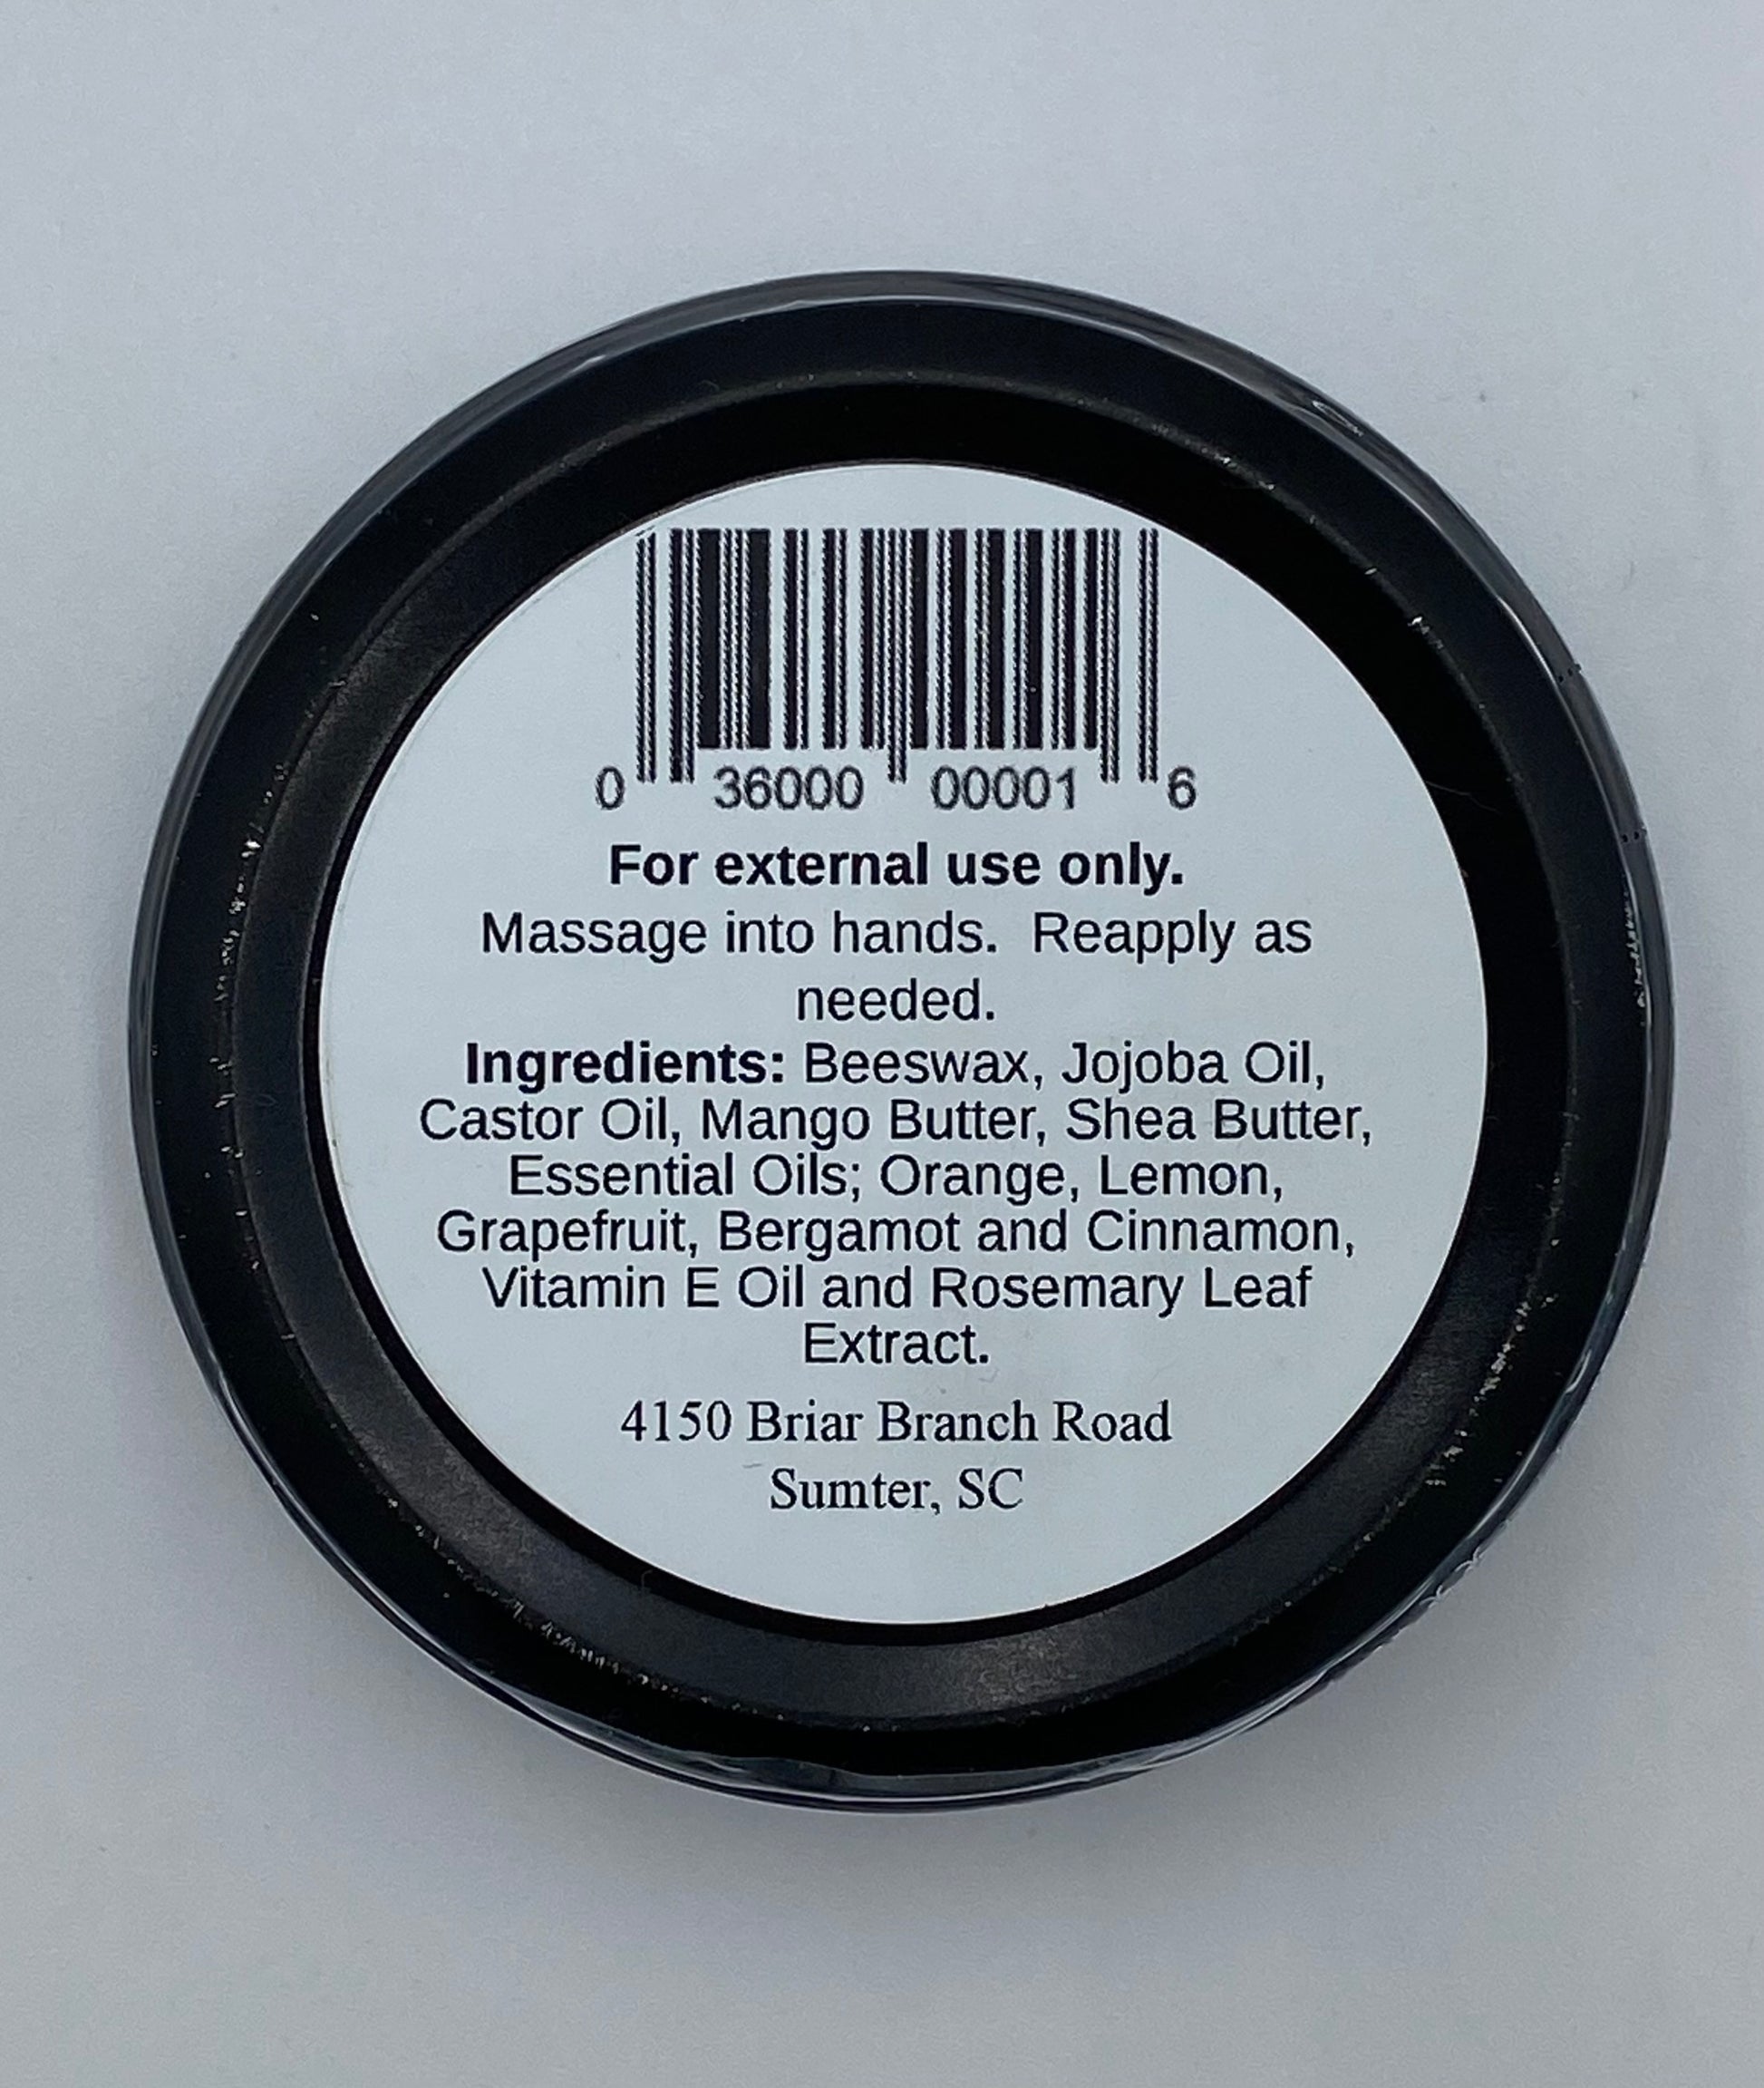 0 36000 00001 6
For external use only.
Massage into hands.  Reapply as
needed.
Ingredients: Beeswax, Jojoba Oil,
Castor Oil, Mango Butter, Shea Butter,
Essential Oils; Orange, Lemon,
Grapefruit, Bergamot and Cinnamon,
Vitamin E Oil and Rosemary Leaf
Extract.
4150 Briar Branch Road
Sumter, SC